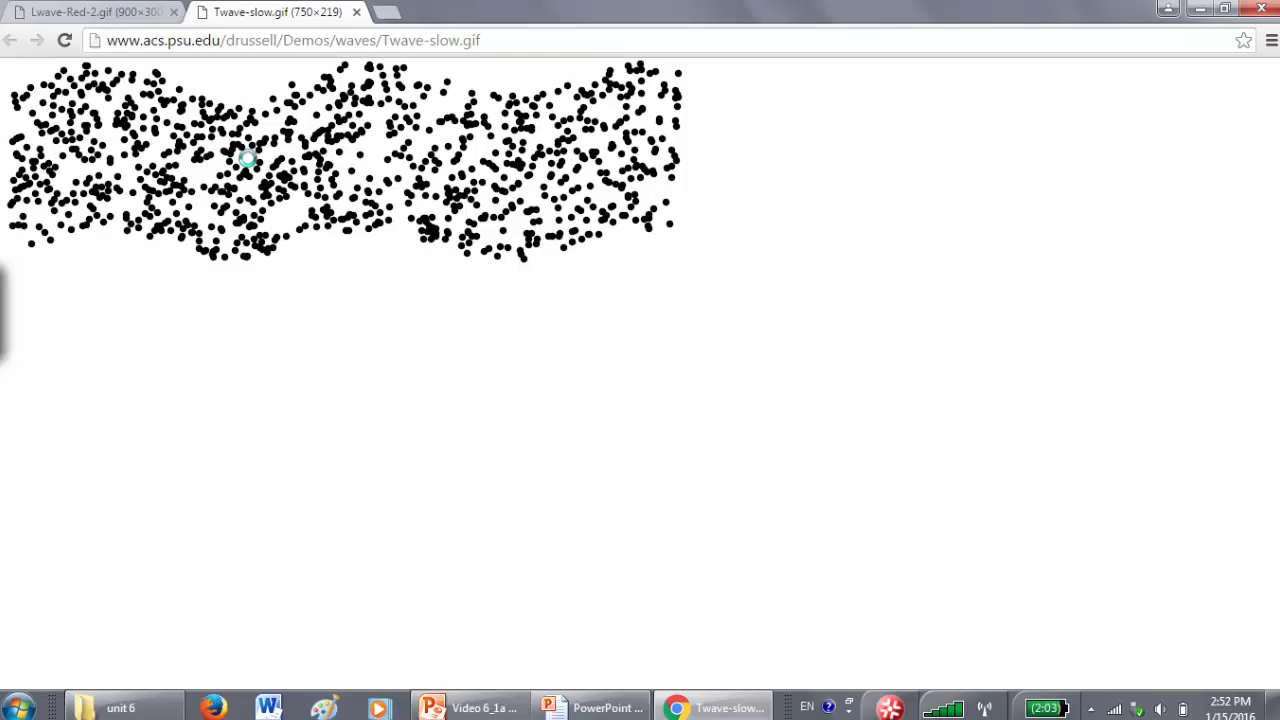 Lwave-Red-2.gif (900×300
Twave-slow.gif (750×219)
www.acs.psu.edu/drussell/Demos/waves/Twave-slow.gif
unit 6
Video 6_1a ...
PowerPoint ...
Twave-slow...
EN
(2:03)
2:52 PM
1/15/2016